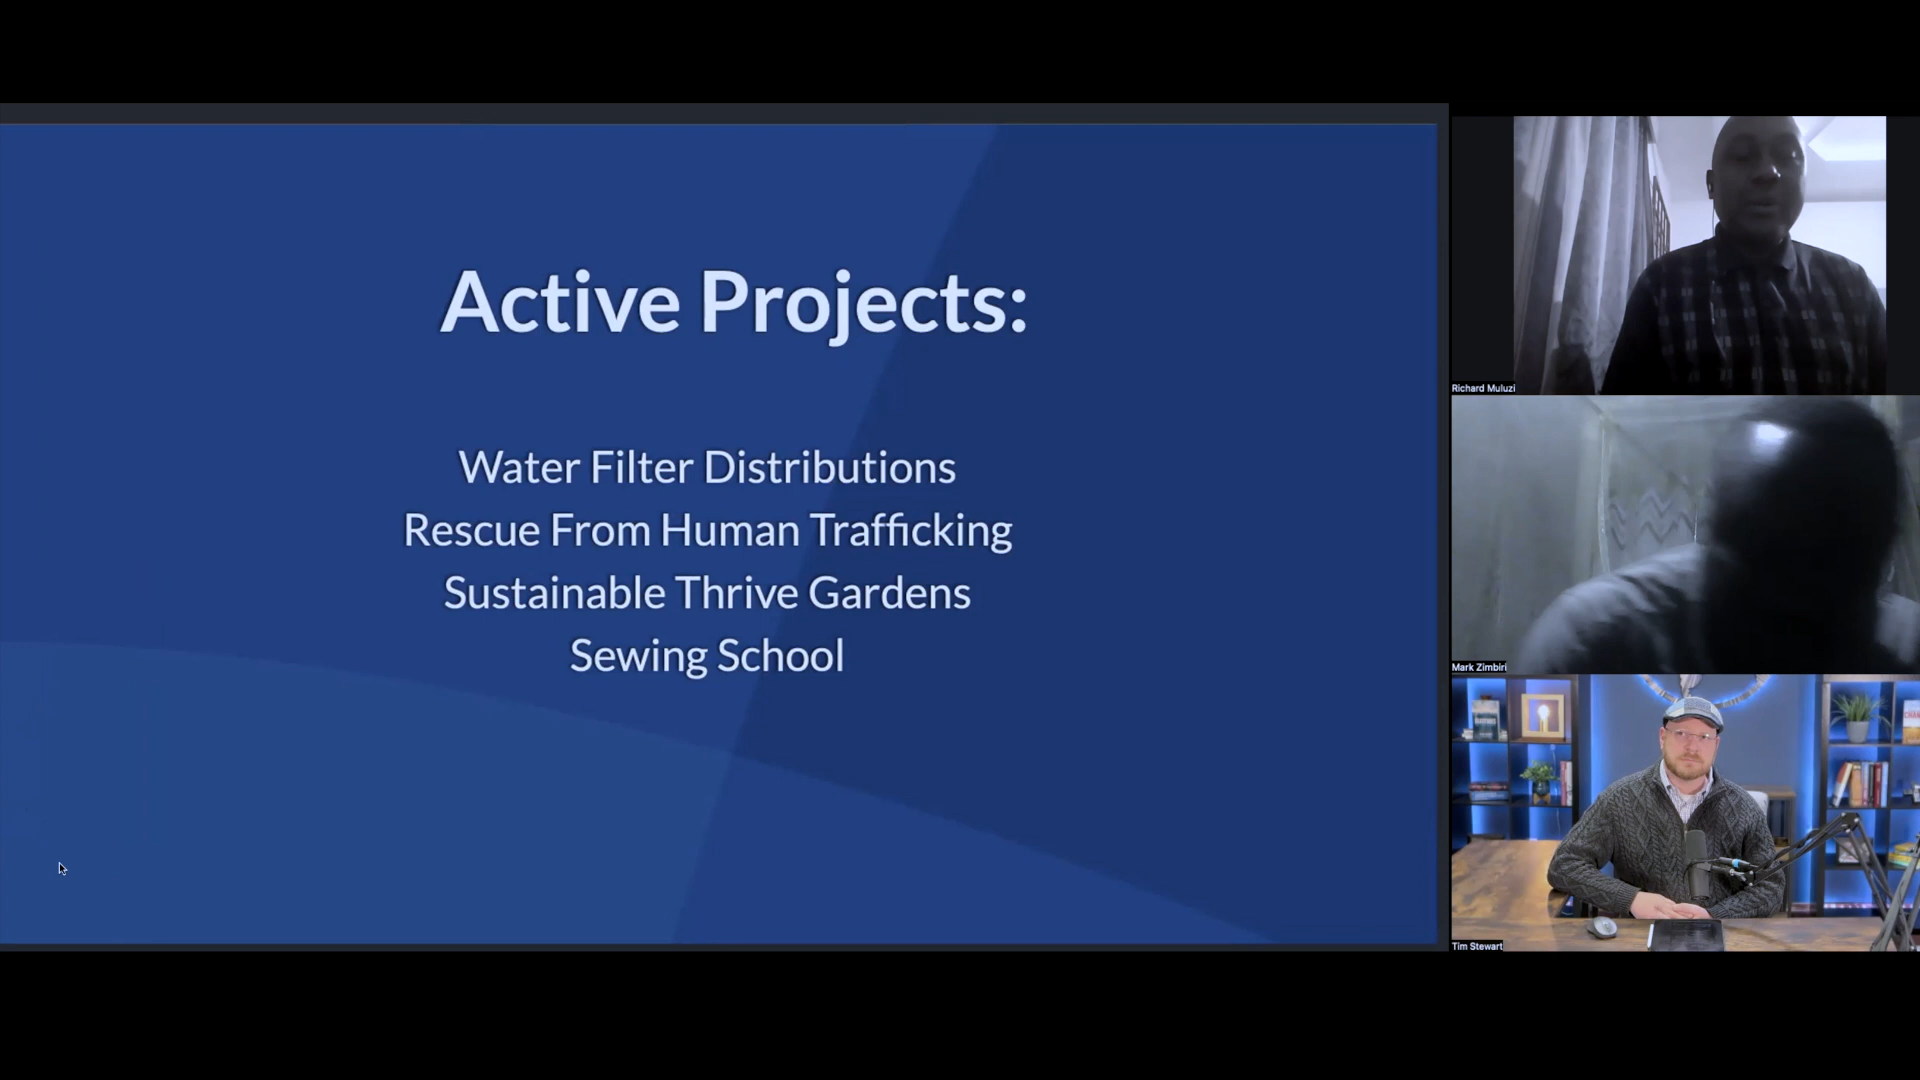 Active Projects:
Water Filter Distributions
Rescue From Human Trafficking
Sustainable Thrive Gardens
Sewing School
Richard Muluzi
Mark Zimbiri
Tim Stewart